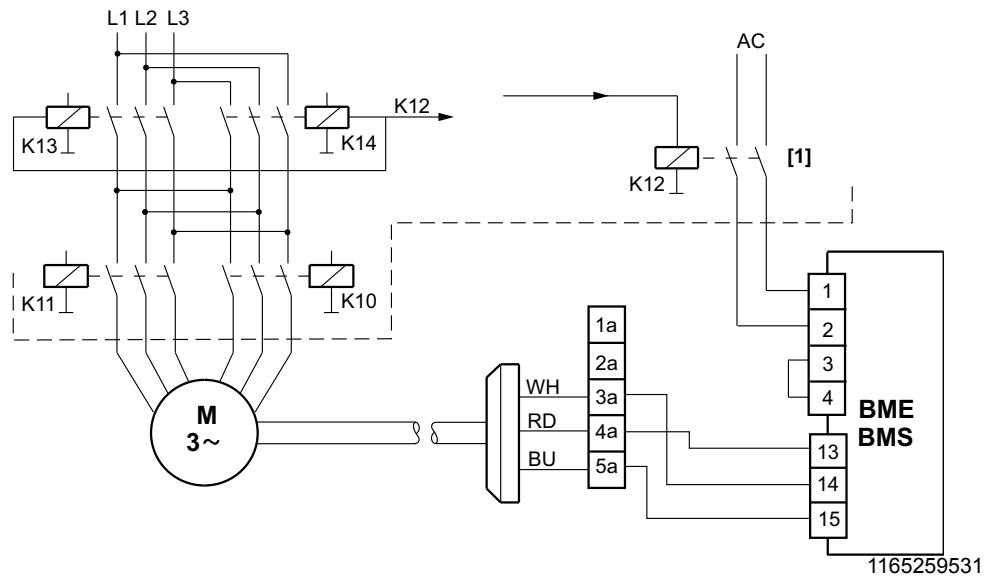 L1 L2 L3
AC
K12
K13
K14
[1]
K12
K11
K10
1
2
3
4
1a
2a
3a
4a
5a
WH
RD
BU
M
3~
BME
BMS
13
14
15
1165259531